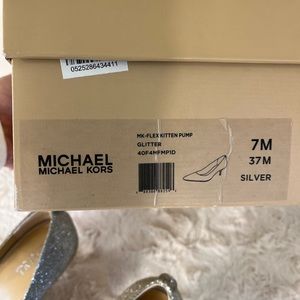 0525286434411
MK-FLEX KITTEN PUMP
GLITTER
40F4MFMP1D
7M
37M
SILVER
MICHAEL
MICHAEL KORS